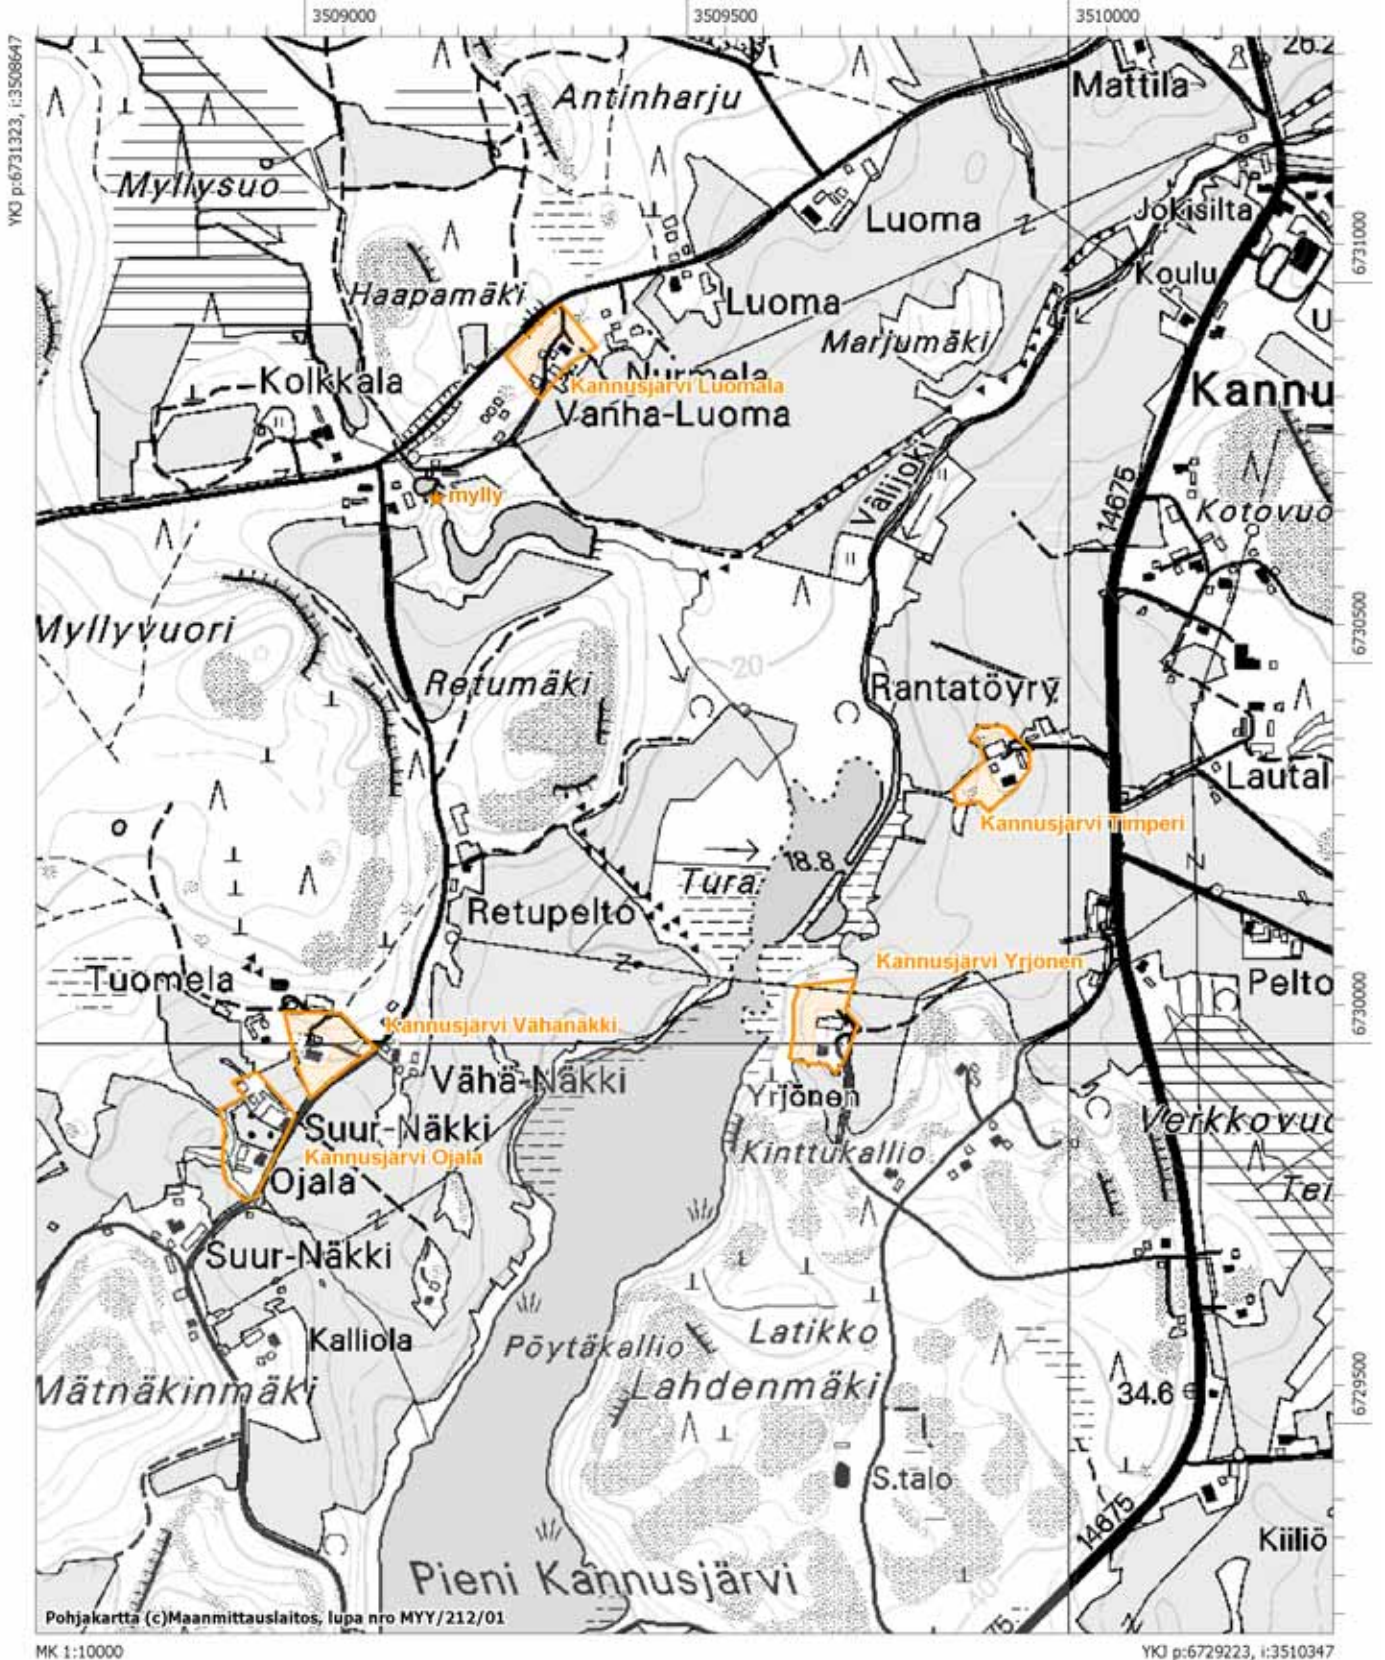 3509000
3509500
3510000
YKJ p:6731323, i:3508647
26.2
Mattila
Antinharju
Myllysuo
Jokisilta
Luoma
6731000
Koulu
Haapamäki
Luoma
U
Marjumäki
Kolkkala
Nurmela
Kannusjärvi Luomala
Kannu
Vanha-Luoma
Välijoki
14675
mylly
Kotovuo
6730500
Myllyvuori
20
Retumäki
Rantatöyry
Lautal
Kannusjärvi Timperi
18.8
Tura
Retupelto
Kannusjärvi Yrjönen
Tuomela
Pelto
6730000
Kannusjärvi Vähänäkki
Vähä-Näkki
Yrjönen
Verkkovuo
Suur-Näkki
Kinttukallio
Kannusjärvi Ojala
Ojala
Tei
Suur-Näkki
Kalliola
Latikko
Pöytäkallio
Mätnäkinmäki
Lahdenmäki
34.6
6729500
S.talo
14675
Kiiliö
Pieni Kannusjärvi
Pohjakartta (c)Maanmittauslaitos, lupa nro MYY/212/01
75
MK 1:10000
YKJ p:6729223, i:3510347